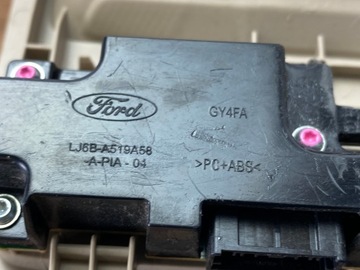 Ford
GY4FA
LJ6B-A519A58
-A-PIA - 04
>PC+ABS<